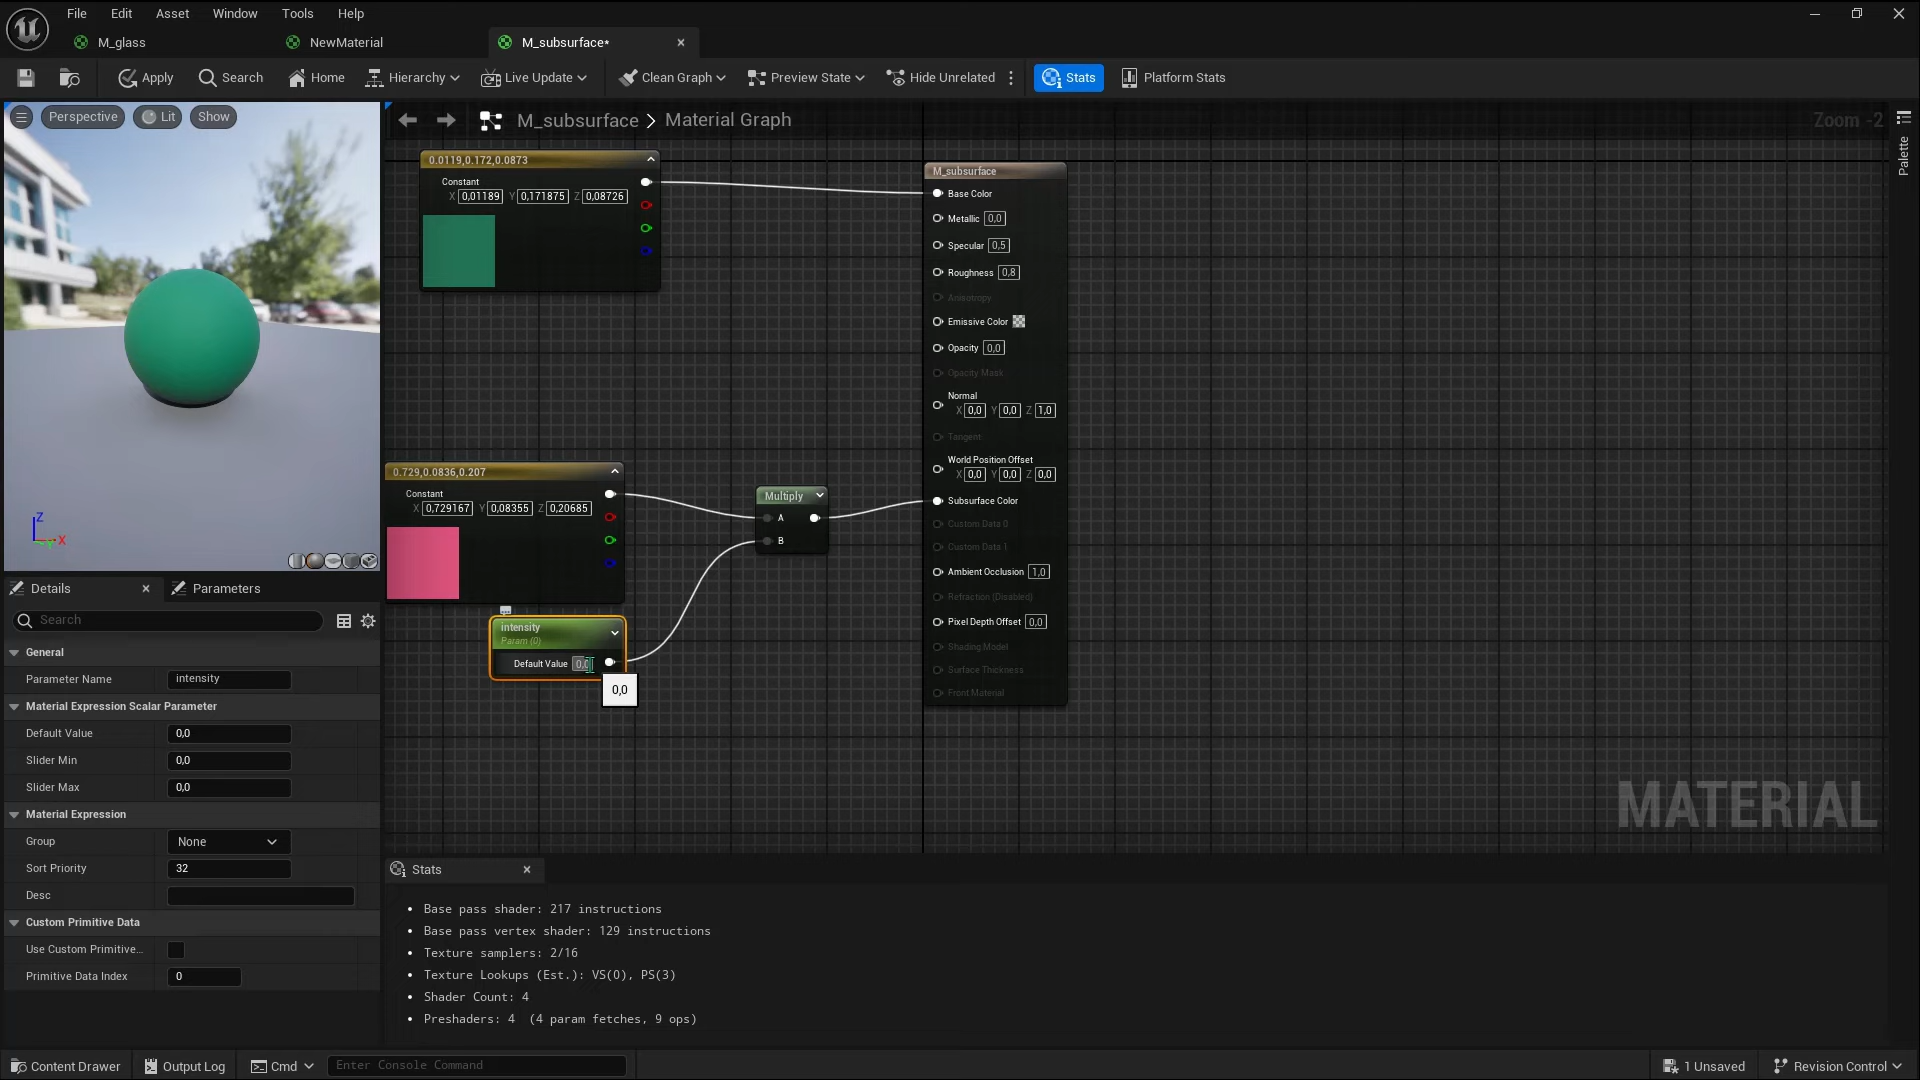 File Edit Asset Window Tools Help
M_glass NewMaterial M_subsurface*
Apply Search Home Hierarchy Live Update Clean Graph Preview State Hide Unrelated Stats Platform Stats
Perspective Lit Show
M_subsurface > Material Graph
Zoom -2
Palette
0.0119,0.172,0.0873
Constant
X 0,01189 Y 0,171875 Z 0,08726
M_subsurface
Base Color
Metallic 0,0
Specular 0,5
Roughness 0,8
Anisotropy
Emissive Color
Opacity 0,0
Opacity Mask
Normal
X 0,0 Y 0,0 Z 1,0
Tangent
World Position Offset
X 0,0 Y 0,0 Z 0,0
Subsurface Color
Custom Data 0
Custom Data 1
Ambient Occlusion 1,0
Refraction (Disabled)
Pixel Depth Offset 0,0
Shading Model
Surface Thickness
Front Material
0.729,0.0836,0.207
Constant
X 0,729167 Y 0,08355 Z 0,20685
Multiply
A
B
intensity
Param (0)
Default Value 0,0
0,0
Z
X
MATERIAL
Details Parameters
Search
General
Parameter Name intensity
Material Expression Scalar Parameter
Default Value 0,0
Slider Min 0,0
Slider Max 0,0
Material Expression
Group None
Sort Priority 32
Desc
Custom Primitive Data
Use Custom Primitive...
Primitive Data Index 0
Stats
Base pass shader: 217 instructions
Base pass vertex shader: 129 instructions
Texture samplers: 2/16
Texture Lookups (Est.): VS(0), PS(3)
Shader Count: 4
Preshaders: 4 (4 param fetches, 9 ops)
Content Drawer Output Log Cmd Enter Console Command 1 Unsaved Revision Control